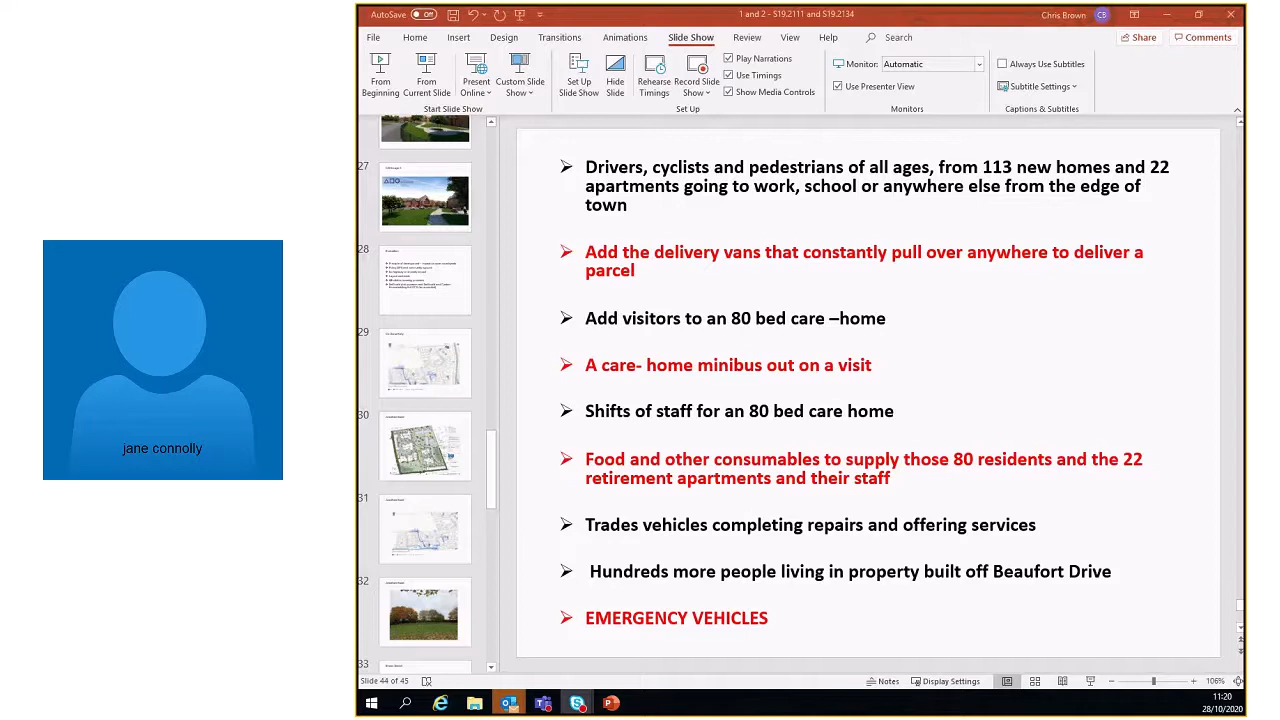 AutoSave Off 1 and 2 - S19.2111 and S19.2134 Chris Brown CB
File Home Insert Design Transitions Animations Slide Show Review View Help Search Share Comments
From Beginning
From Current Slide
Present Online
Custom Slide Show
Start Slide Show
Set Up Slide Show
Hide Slide
Rehearse Timings
Record Slide Show
Play Narrations
Use Timings
Show Media Controls
Set Up
Monitor: Automatic
Use Presenter View
Monitors
Always Use Subtitles
Subtitle Settings
Captions & Subtitles
27
28
29
30
31
32
33
jane connolly
Drivers, cyclists and pedestrians of all ages, from 113 new homes and 22
apartments going to work, school or anywhere else from the edge of
town
Add the delivery vans that constantly pull over anywhere to deliver a
parcel
Add visitors to an 80 bed care –home
A care- home minibus out on a visit
Shifts of staff for an 80 bed care home
Food and other consumables to supply those 80 residents and the 22
retirement apartments and their staff
Trades vehicles completing repairs and offering services
Hundreds more people living in property built off Beaufort Drive
EMERGENCY VEHICLES
Slide 44 of 45 Notes Display Settings 106%
11:20
28/10/2020